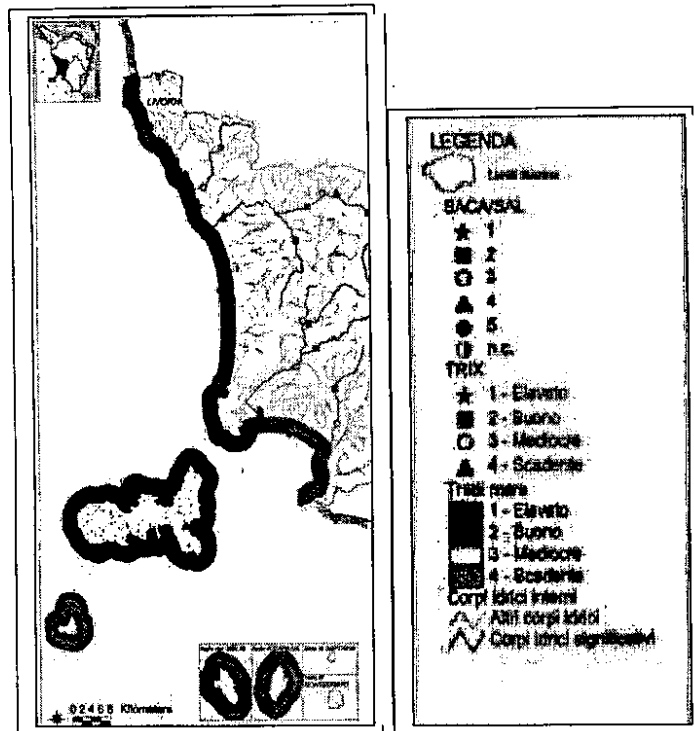 LIVORNO
0 2 4 6 8 Kilometers
LEGENDA
SACA/SAL
1
2
3
4
5
n.c.
TRIX
1 - Elevato
2 - Buono
3 - Mediocre
4 - Scadente
mare
1 - Elevato
2 - Buono
3 - Mediocre
4 - Scadente
Corpi idrici interni
Altri corpi idrici
Corpi idrici significativi